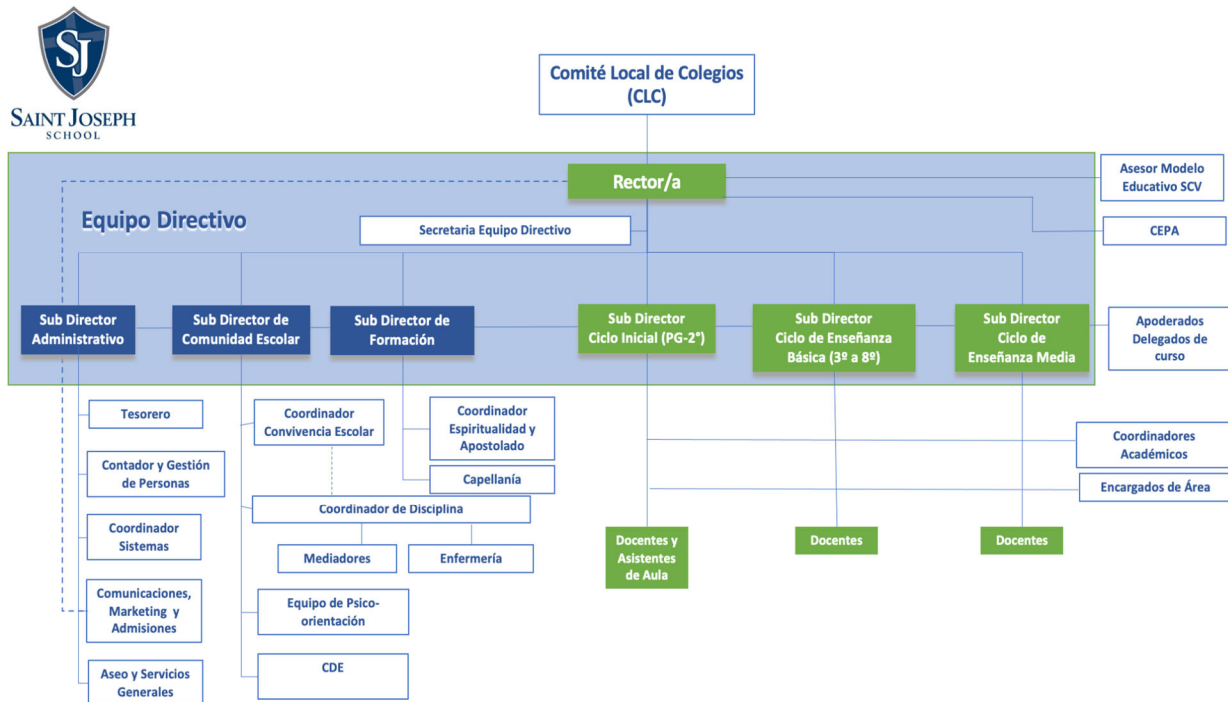 SJ
SAINT JOSEPH
SCHOOL
Comité Local de Colegios
(CLC)
Rector/a
Asesor Modelo
Educativo SCV
Equipo Directivo
Secretaria Equipo Directivo
CEPA
Sub Director
Administrativo
Sub Director de
Comunidad Escolar
Sub Director de
Formación
Sub Director
Ciclo Inicial (PG-2°)
Sub Director
Ciclo de Enseñanza
Básica (3º a 8º)
Sub Director
Ciclo de
Enseñanza Media
Apoderados
Delegados de
curso
Tesorero
Coordinador
Convivencia Escolar
Coordinador
Espiritualidad y
Apostolado
Coordinadores
Académicos
Contador y Gestión
de Personas
Capellanía
Encargados de Área
Coordinador de Disciplina
Coordinador
Sistemas
Mediadores
Enfermería
Docentes y
Asistentes
de Aula
Docentes
Docentes
Comunicaciones,
Marketing y
Admisiones
Equipo de Psico-
orientación
CDE
Aseo y Servicios
Generales